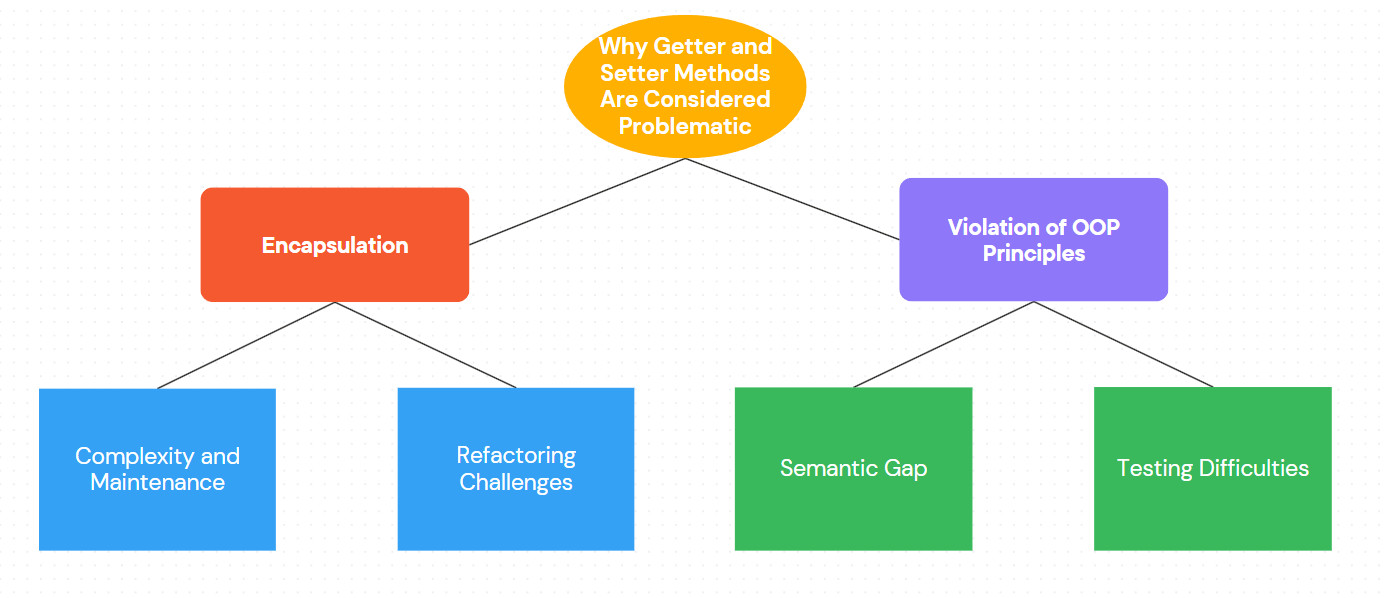 Why Getter and
Setter Methods
Are Considered
Problematic
Encapsulation
Violation of OOP
Principles
Complexity and
Maintenance
Refactoring
Challenges
Semantic Gap
Testing Difficulties